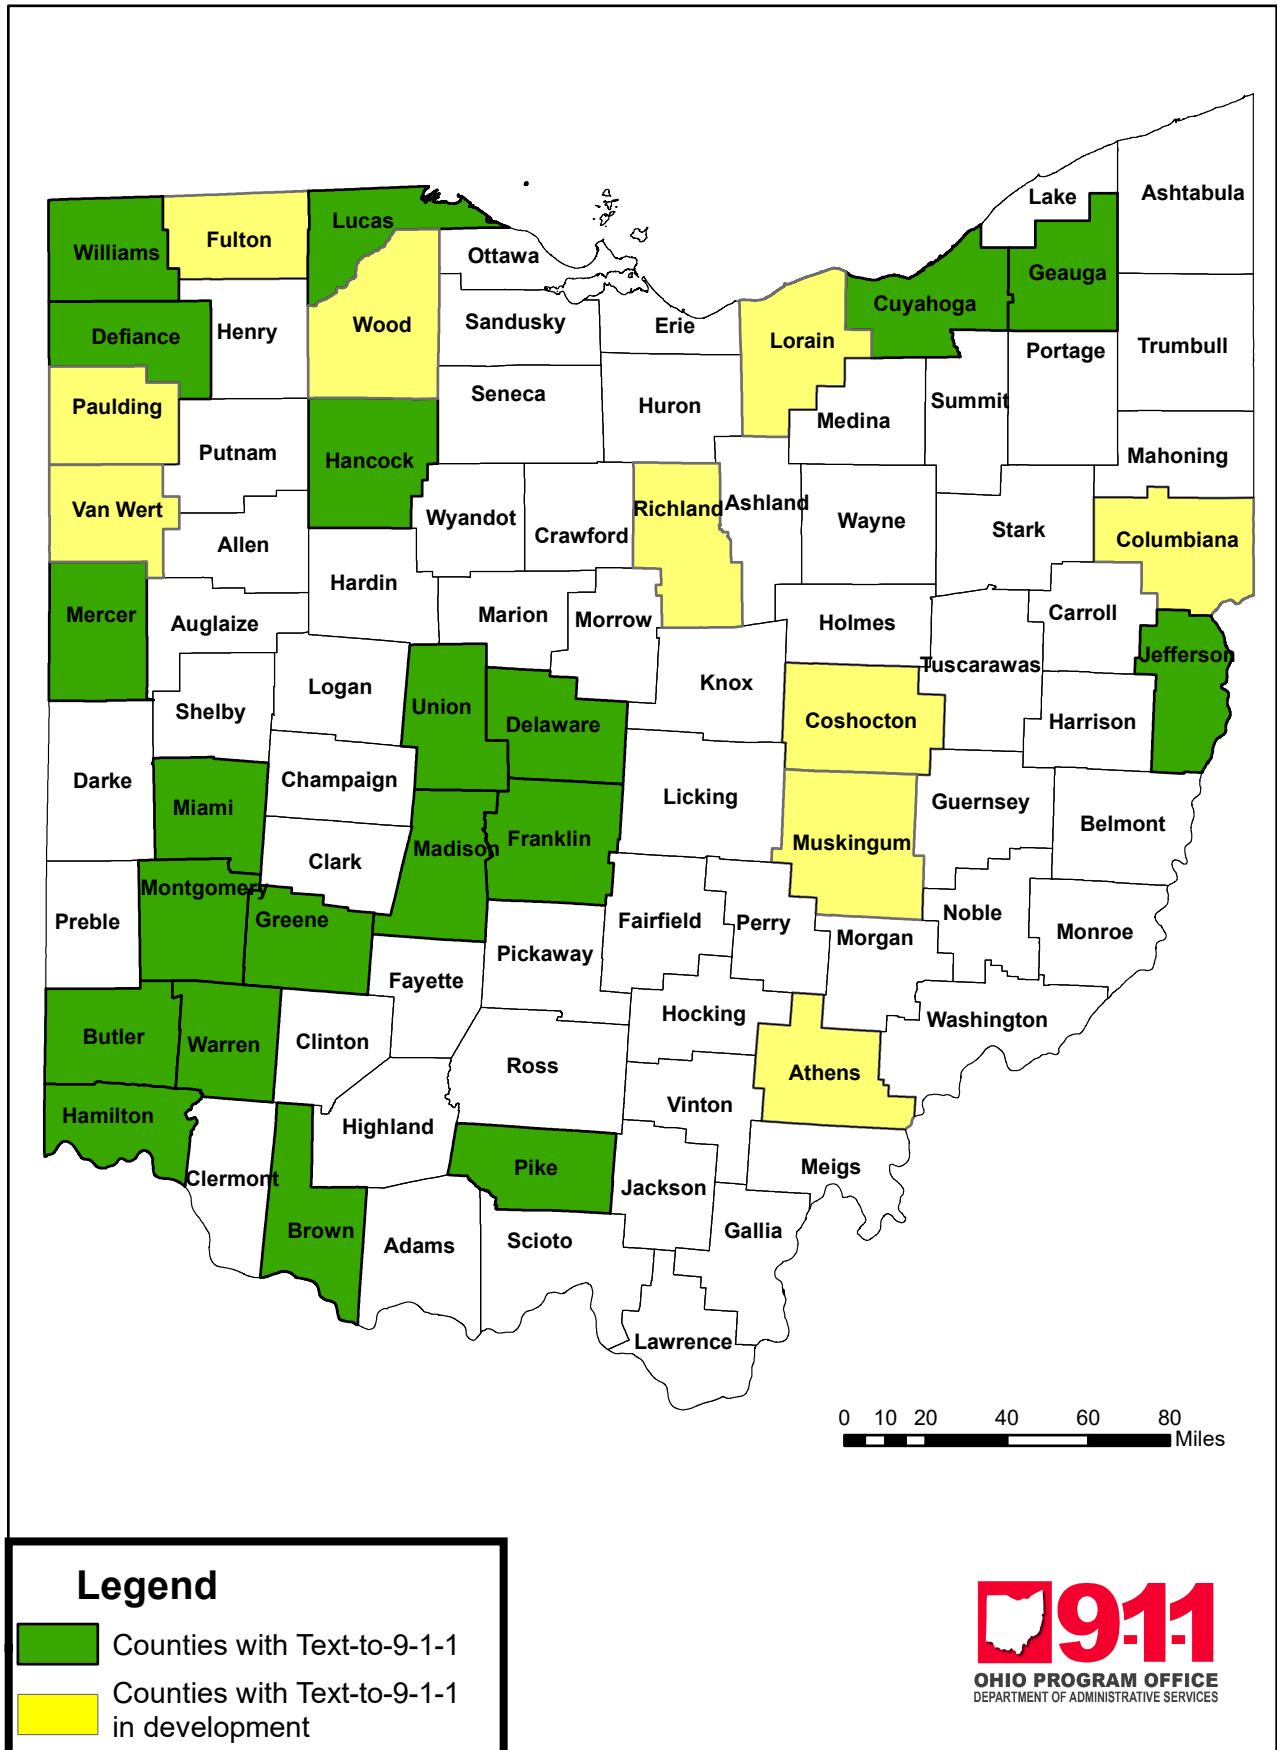 Lake
Ashtabula
Lucas
Williams
Fulton
Ottawa
Geauga
Cuyahoga
Defiance
Henry
Wood
Sandusky
Erie
Lorain
Portage
Trumbull
Paulding
Seneca
Huron
Summit
Medina
Putnam
Hancock
Mahoning
Van Wert
Richland
Ashland
Wyandot
Wayne
Stark
Columbiana
Crawford
Allen
Hardin
Mercer
Auglaize
Marion
Morrow
Holmes
Carroll
Tuscarawas
Jefferson
Logan
Knox
Shelby
Union
Delaware
Coshocton
Harrison
Darke
Champaign
Licking
Guernsey
Miami
Belmont
Madison
Franklin
Muskingum
Clark
Montgomery
Preble
Greene
Fairfield
Perry
Noble
Morgan
Monroe
Pickaway
Fayette
Hocking
Washington
Butler
Warren
Clinton
Ross
Athens
Vinton
Hamilton
Highland
Clermont
Pike
Meigs
Jackson
Brown
Adams
Scioto
Gallia
Lawrence
0 10 20 40 60 80
Miles
Legend
Counties with Text-to-9-1-1
Counties with Text-to-9-1-1
in development
9-1-1
OHIO PROGRAM OFFICE
DEPARTMENT OF ADMINISTRATIVE SERVICES